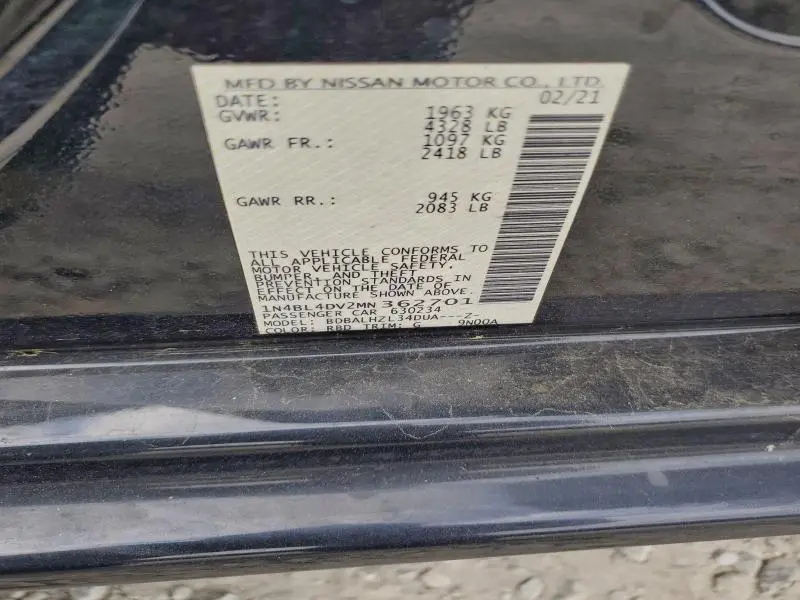 MFD BY NISSAN MOTOR CO., LTD.
DATE: 02/21
GVWR: 1963 KG
4328 LB
GAWR FR.: 1097 KG
2418 LB
GAWR RR.: 945 KG
2083 LB
THIS VEHICLE CONFORMS TO
ALL APPLICABLE FEDERAL
MOTOR VEHICLE SAFETY,
BUMPER, AND THEFT
PREVENTION STANDARDS IN
EFFECT ON THE DATE OF
MANUFACTURE SHOWN ABOVE.
1N4BL4DV2MN362701
PASSENGER CAR 630234
MODEL: BDBALHZL34DUA---Z-
COLOR: RBD TRIM: G 9N00A